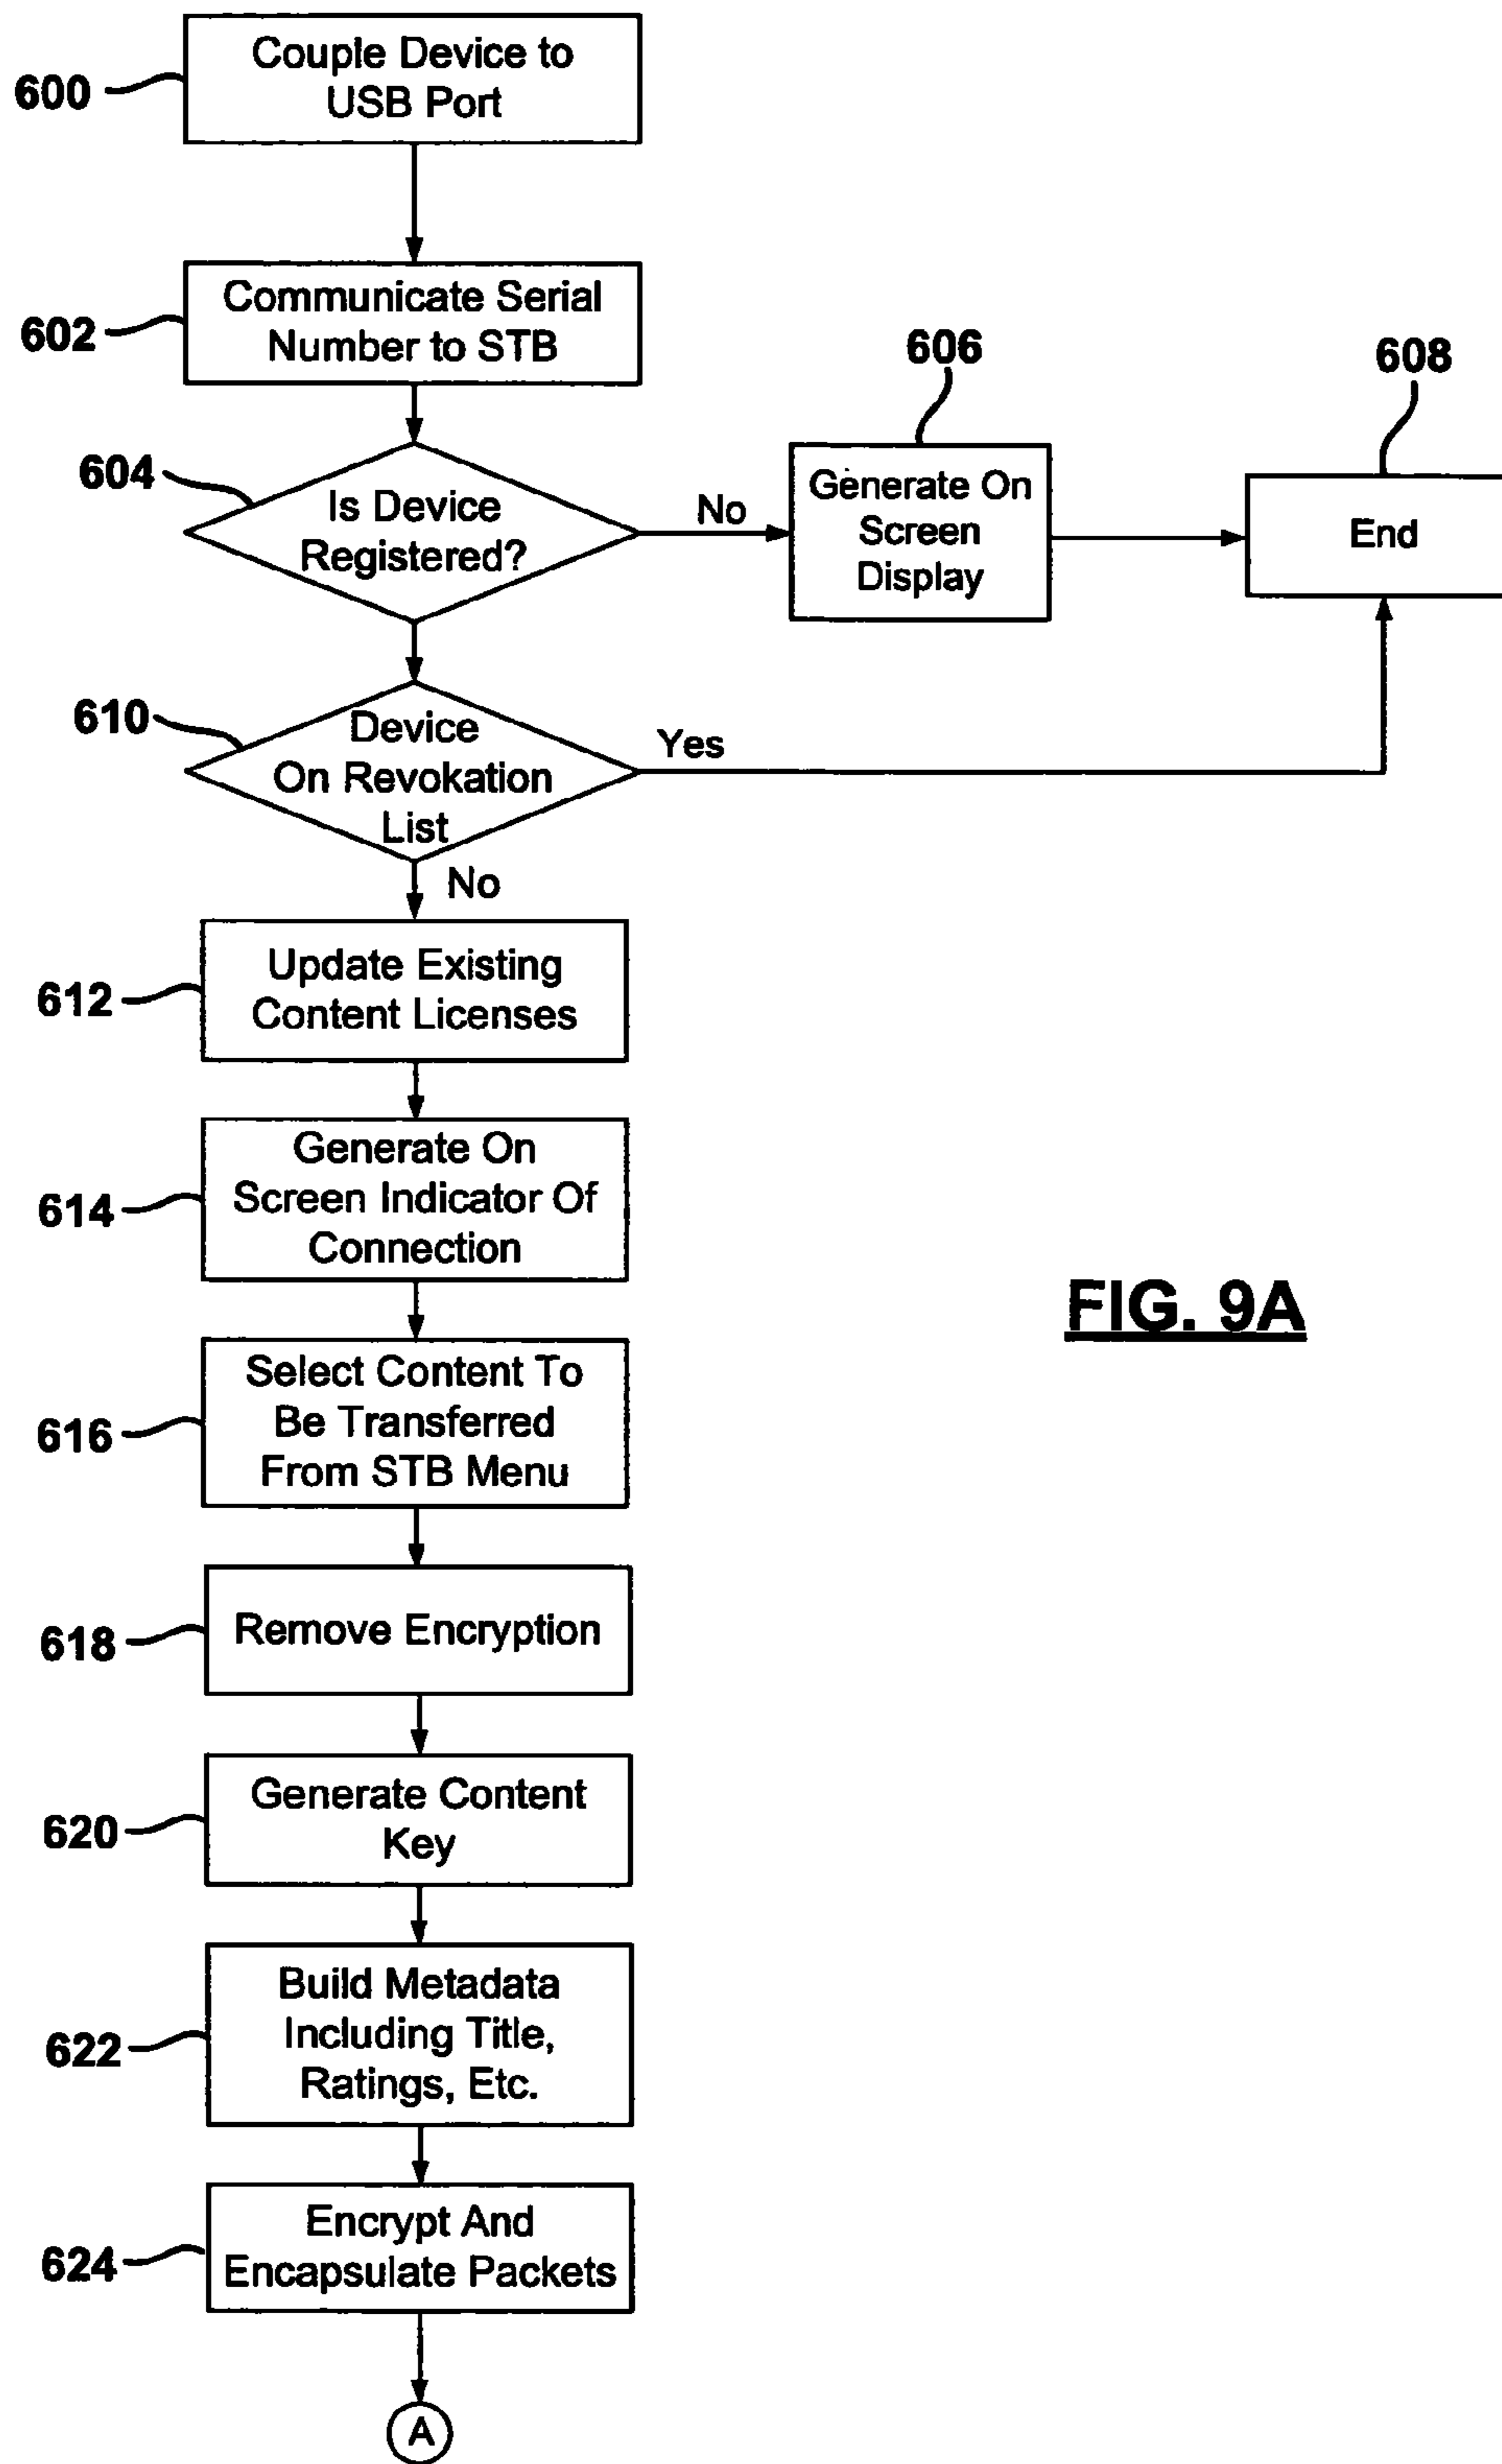 600
Couple Device to
USB Port
602
Communicate Serial
Number to STB
604
Is Device
Registered?
No
606
Generate On
Screen
Display
608
End
610
Device
On Revokation
List
Yes
No
612
Update Existing
Content Licenses
614
Generate On
Screen Indicator Of
Connection
616
Select Content To
Be Transferred
From STB Menu
FIG. 9A
618
Remove Encryption
620
Generate Content
Key
622
Build Metadata
Including Title,
Ratings, Etc.
624
Encrypt And
Encapsulate Packets
A